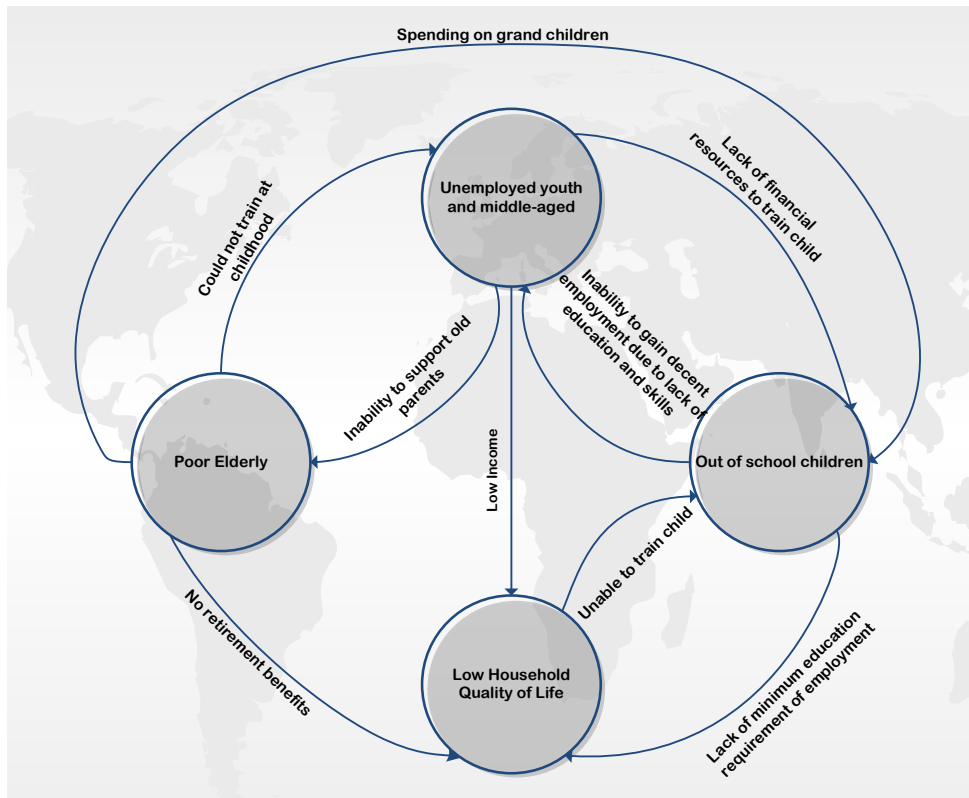 Spending on grand children
Unemployed youth
and middle-aged
Lack of financial
resources to train child
Could not train at
childhood
Inability to gain decent
employment due to lack of
education and skills
Inability to support old
parents
Poor Elderly
Low Income
Out of school children
Unable to train child
No retirement benefits
Low Household
Quality of Life
Lack of minimum education
requirement of employment